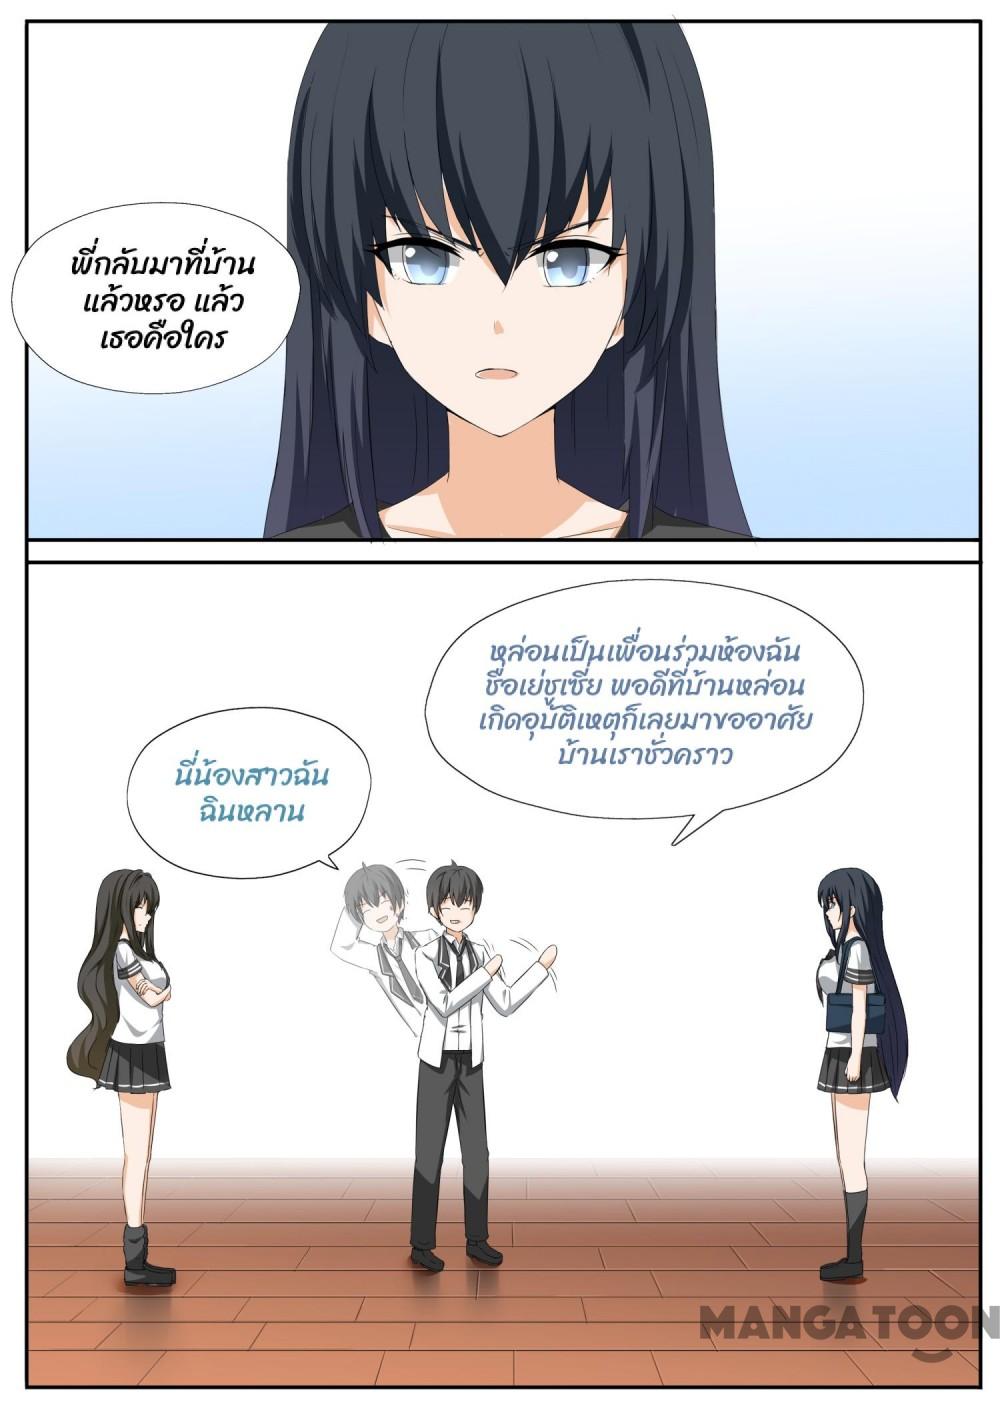 พี่กลับมาที่บ้าน
แล้วหรอ แล้ว
เธอคือใคร
หล่อนเป็นเพื่อนร่วมห้องฉัน
ชื่อเย่ชูเซี่ย พอดีที่บ้านหล่อน
เกิดอุบัติเหตุก็เลยมาขออาศัย
บ้านเราชั่วคราว
นี่น้องสาวฉัน
ฉินหลาน
MANGATOON